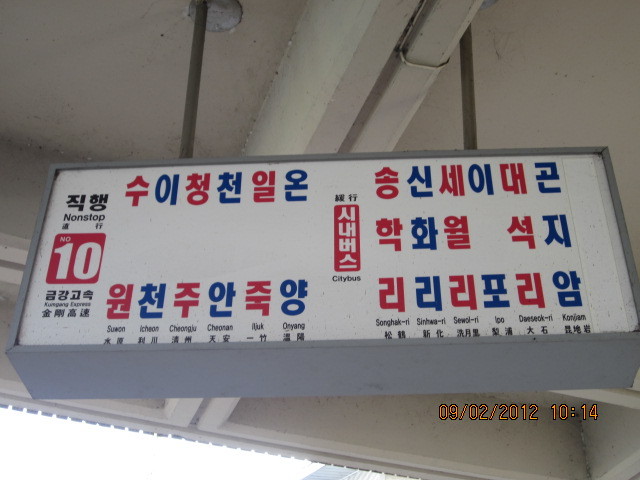 직행
Nonstop
直行
NO
10
금강고속
Kumgang Express
金剛高速
수원
Suwon
水原
이천
Icheon
利川
청주
Cheongju
清州
천안
Cheonan
天安
일죽
Iljuk
一竹
온양
Onyang
溫陽
緩行
시내버스
Citybus
송학리
Songhak-ri
松鶴
신화리
Sinhwa-ri
新化
세월리
Sewol-ri
洗月里
이포
Ipo
梨浦
대석리
Daeseok-ri
大石
곤지암
Konjiam
昆地岩
09/02/2012 10:14